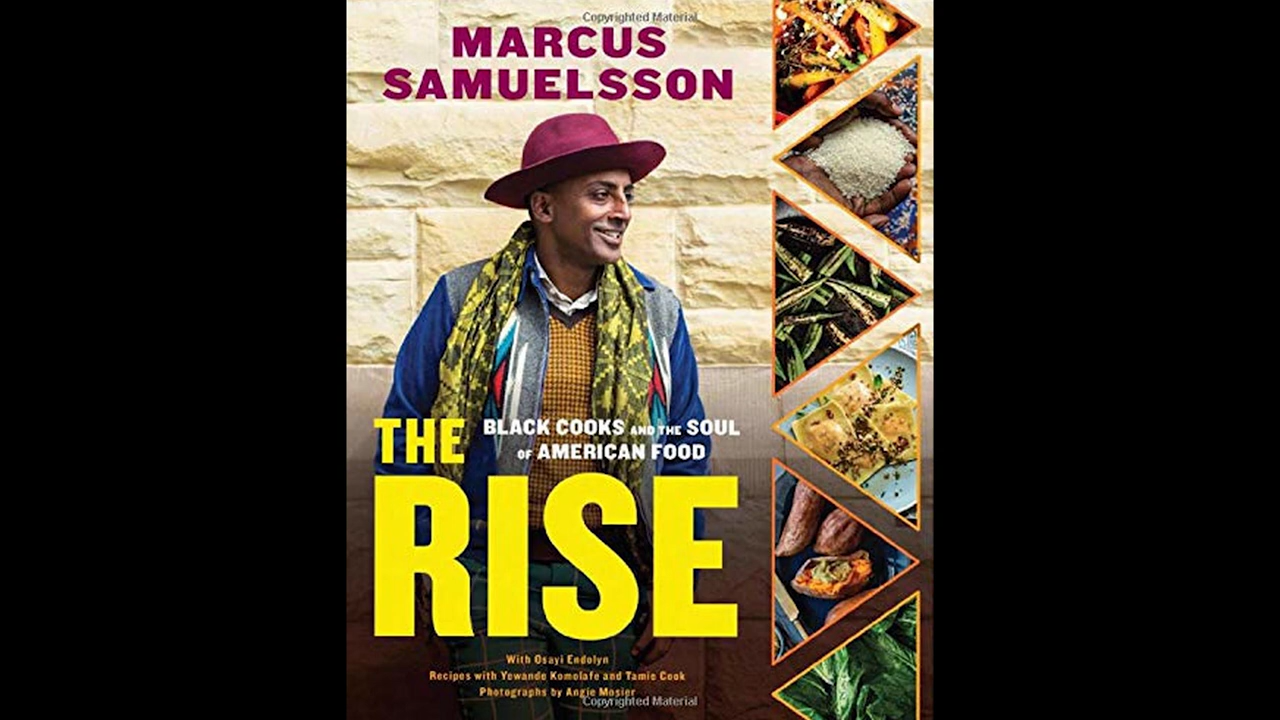 Copyrighted Material
MARCUS
SAMUELSSON
THE
BLACK COOKS AND THE SOUL
OF AMERICAN FOOD
RISE
With Osayi Endolyn
Recipes with Yewande Komolafe and Tamie Cook
Photographs by Angie Mosier
Copyrighted Material